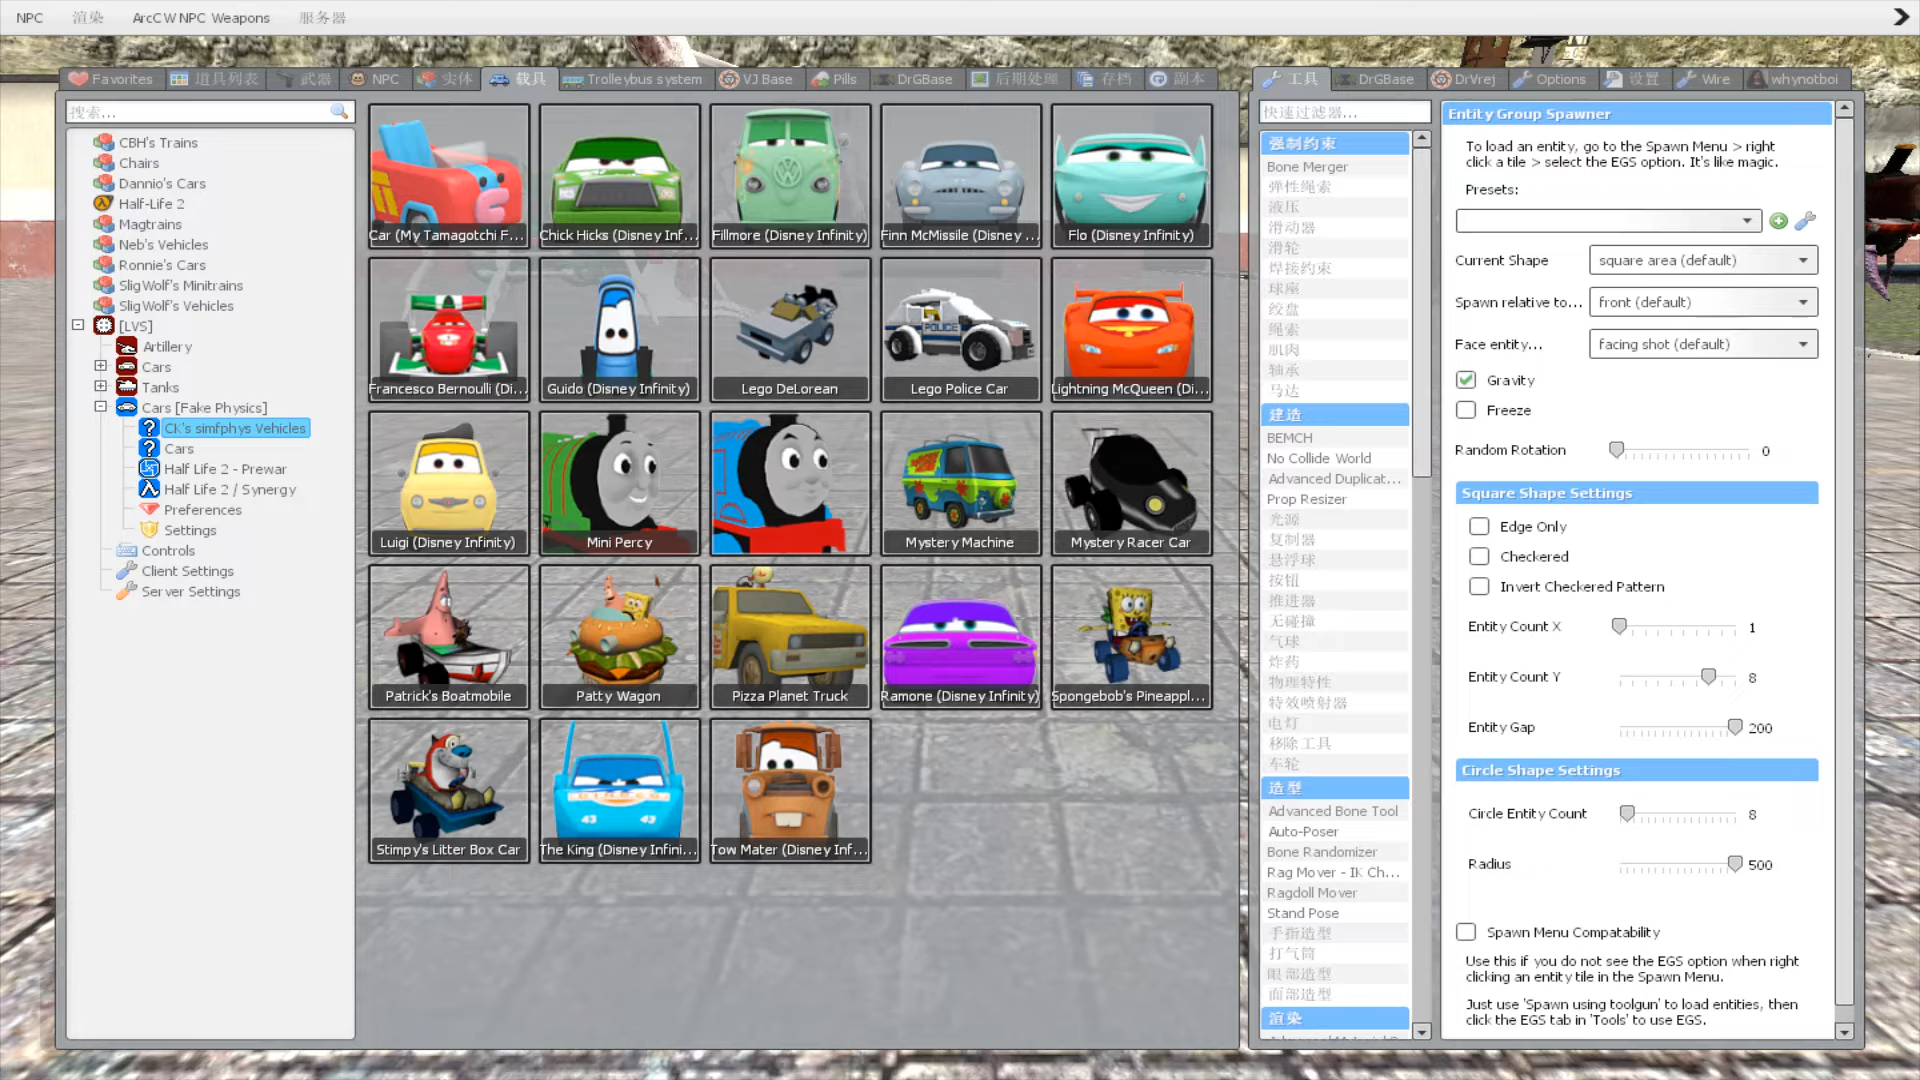 NPC
渲染
ArcCW NPC Weapons
服务器
Favorites
道具列表
武器
NPC
实体
载具
Trolleybus system
VJ Base
Pills
DrGBase
后期处理
存档
副本
搜索...
CBH's Trains
Chairs
Dannio's Cars
Half-Life 2
Magtrains
Neb's Vehicles
Ronnie's Cars
SligWolf's Minitrains
SligWolf's Vehicles
[LVS]
Artillery
Cars
Tanks
Cars [Fake Physics]
CK's simfphys Vehicles
Cars
Half Life 2 - Prewar
Half Life 2 / Synergy
Preferences
Settings
Controls
Client Settings
Server Settings
Car (My Tamagotchi F...
Chick Hicks (Disney Inf...
Fillmore (Disney Infinity)
Finn McMissile (Disney ...
Flo (Disney Infinity)
Francesco Bernoulli (Di...
Guido (Disney Infinity)
Lego DeLorean
POLICE
Lego Police Car
Lightning McQueen (Di...
Luigi (Disney Infinity)
Mini Percy
Mystery Machine
Mystery Racer Car
Patrick's Boatmobile
Patty Wagon
Pizza Planet Truck
Ramone (Disney Infinity)
Spongebob's Pineappl...
43
43
Stimpy's Litter Box Car
The King (Disney Infini...
Tow Mater (Disney Inf...
工具
DrGBase
DrVrej
Options
设置
Wire
whynotboi
快速过滤器...
强制约束
Bone Merger
弹性绳索
液压
滑动器
滑轮
焊接约束
球座
绞盘
绳索
肌肉
轴承
马达
建造
BEMCH
No Collide World
Advanced Duplicat...
Prop Resizer
光源
复制器
悬浮球
按钮
推进器
无碰撞
气球
炸药
物理特性
特效喷射器
电灯
移除工具
车轮
造型
Advanced Bone Tool
Auto-Poser
Bone Randomizer
Rag Mover - IK Ch...
Ragdoll Mover
Stand Pose
手指造型
打气筒
眼部造型
面部造型
渲染
Entity Group Spawner
To load an entity, go to the Spawn Menu > right
click a tile > select the EGS option. It's like magic.
Presets:
Current Shape
square area (default)
Spawn relative to...
front (default)
Face entity...
facing shot (default)
Gravity
Freeze
Random Rotation
0
Square Shape Settings
Edge Only
Checkered
Invert Checkered Pattern
Entity Count X
1
Entity Count Y
8
Entity Gap
200
Circle Shape Settings
Circle Entity Count
8
Radius
500
Spawn Menu Compatability
Use this if you do not see the EGS option when right
clicking an entity tile in the Spawn Menu.
Just use 'Spawn using toolgun' to load entities, then
click the EGS tab in 'Tools' to use EGS.